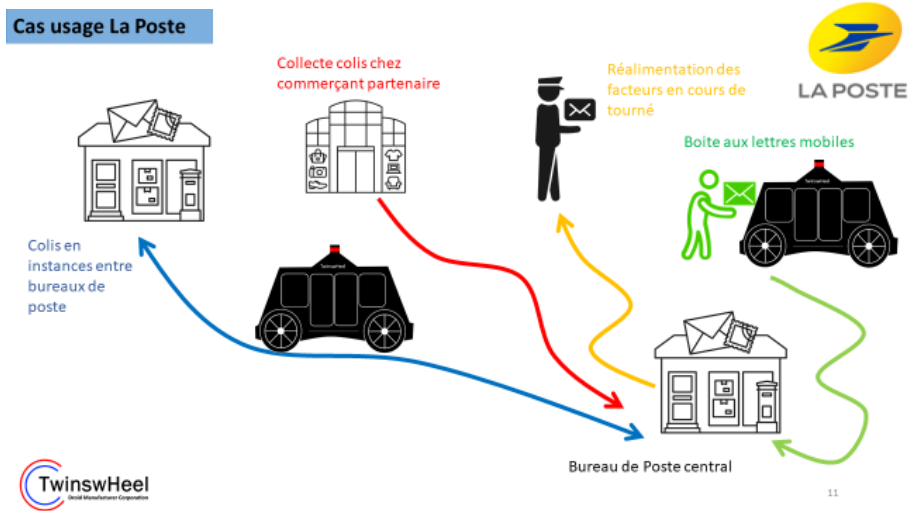 Cas usage La Poste
LA POSTE
Collecte colis chez
commerçant partenaire
Réalimentation des
facteurs en cours de
tourné
Boite aux lettres mobiles
TwinswHeel
Colis en
instances entre
bureaux de
poste
TwinswHeel
Bureau de Poste central
TwinswHeel
Droid Manufacturer Corporation
11